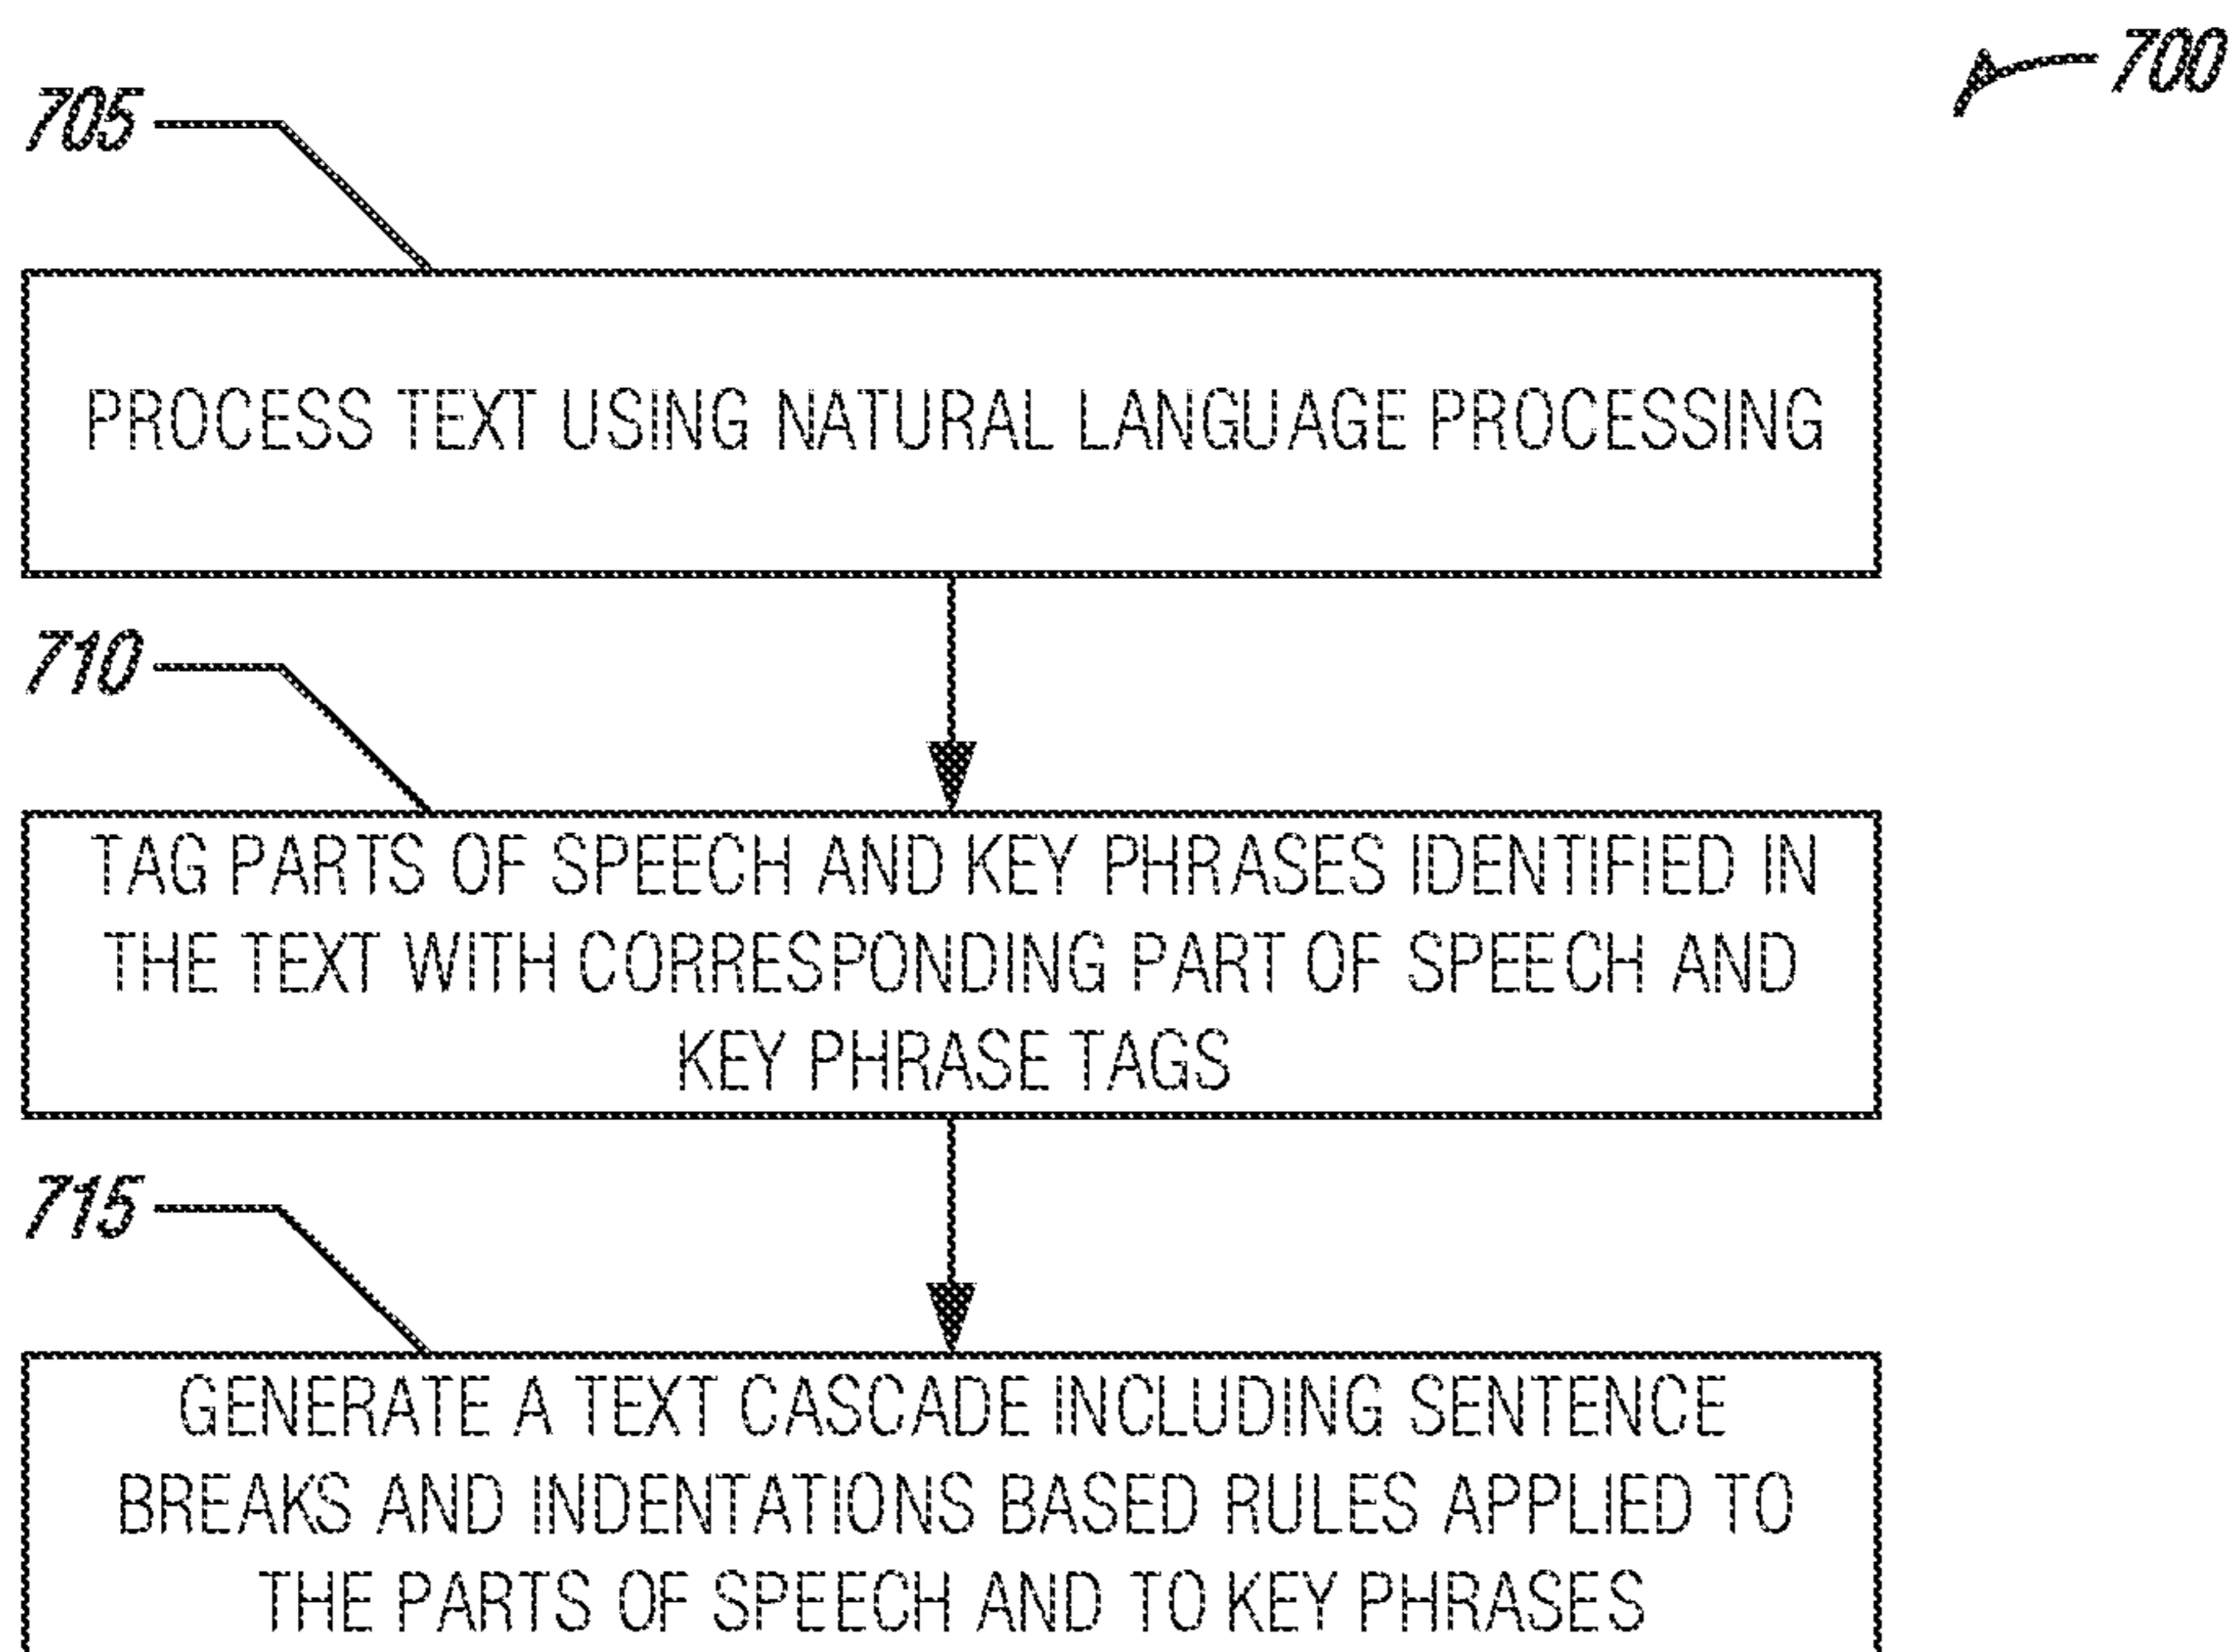 700
705
PROCESS TEXT USING NATURAL LANGUAGE PROCESSING
710
TAG PARTS OF SPEECH AND KEY PHRASES IDENTIFIED IN
THE TEXT WITH CORRESPONDING PART OF SPEECH AND
KEY PHRASE TAGS
715
GENERATE A TEXT CASCADE INCLUDING SENTENCE
BREAKS AND INDENTATIONS BASED RULES APPLIED TO
THE PARTS OF SPEECH AND TO KEY PHRASES